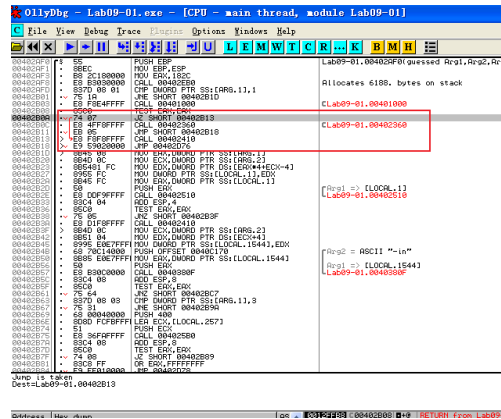 OllyDbg - Lab09-01.exe - [CPU - main thread, module Lab09-01]
File View Debug Trace Plugins Options Windows Help
L E M W T C R ... K B M H
00402AF0 $ 55 PUSH EBP Lab09-01.00402AF0(guessed Arg1,Arg2,Ar
00402AF1 . 8BEC MOV EBP,ESP
00402AF3 . B8 2C180000 MOV EAX,182C
00402AF8 . E8 B3030000 CALL 00402EB0 Allocates 6188. bytes on stack
00402AFD . 837D 08 01 CMP DWORD PTR SS:[ARG.1],1
00402B01 . 75 1A JNE SHORT 00402B1D
00402B03 . E8 F8E4FFFF CALL 00401000 Lab09-01.00401000
00402B08 . 85C0 TEST EAX,EAX
00402B0A . 74 07 JZ SHORT 00402B13
00402B0C . E8 4FF8FFFF CALL 00402360 Lab09-01.00402360
00402B11 . EB 05 JMP SHORT 00402B18
00402B13 > E8 F8F8FFFF CALL 00402410
00402B18 > E9 59020000 JMP 00402D76
00402B1D > 8B45 08 MOV EAX,DWORD PTR SS:[ARG.1]
00402B20 . 8B4D 0C MOV ECX,DWORD PTR SS:[ARG.2]
00402B23 . 8B5481 FC MOV EDX,DWORD PTR DS:[EAX*4+ECX-4]
00402B27 . 8955 FC MOV DWORD PTR SS:[LOCAL.1],EDX
00402B2A . 8B45 FC MOV EAX,DWORD PTR SS:[LOCAL.1]
00402B2D . 50 PUSH EAX Arg1 => [LOCAL.1]
00402B2E . E8 DDF9FFFF CALL 00402510 Lab09-01.00402510
00402B33 . 83C4 04 ADD ESP,4
00402B36 . 85C0 TEST EAX,EAX
00402B38 . 75 05 JNZ SHORT 00402B3F
00402B3A . E8 D1F8FFFF CALL 00402410
00402B3F > 8B4D 0C MOV ECX,DWORD PTR SS:[ARG.2]
00402B42 . 8B51 04 MOV EDX,DWORD PTR DS:[ECX+4]
00402B45 . 8995 E0E7FFFF MOV DWORD PTR SS:[LOCAL.1544],EDX
00402B4B . 68 70C14000 PUSH OFFSET 0040C170 Arg2 = ASCII "-in"
00402B50 . 8B85 E0E7FFFF MOV EAX,DWORD PTR SS:[LOCAL.1544]
00402B56 . 50 PUSH EAX Arg1 => [LOCAL.1544]
00402B57 . E8 B30C0000 CALL 0040380F Lab09-01.0040380F
00402B5C . 83C4 08 ADD ESP,8
00402B5F . 85C0 TEST EAX,EAX
00402B61 . 75 64 JNZ SHORT 00402BC7
00402B63 . 837D 08 03 CMP DWORD PTR SS:[ARG.1],3
00402B67 . 75 31 JNE SHORT 00402B9A
00402B69 . 68 00040000 PUSH 400
00402B6E . 8D8D FCFBFFFF LEA ECX,[LOCAL.257]
00402B74 . 51 PUSH ECX
00402B75 . E8 36FAFFFF CALL 004025B0
00402B7A . 83C4 08 ADD ESP,8
00402B7D . 85C0 TEST EAX,EAX
00402B7F . 74 08 JZ SHORT 00402B89
00402B81 . 83C8 FF OR EAX,FFFFFFFF
Jump is taken
Dest=Lab09-01.00402B13
Address Hex dump 0012FFB8 00402B08 RETURN from Lab09